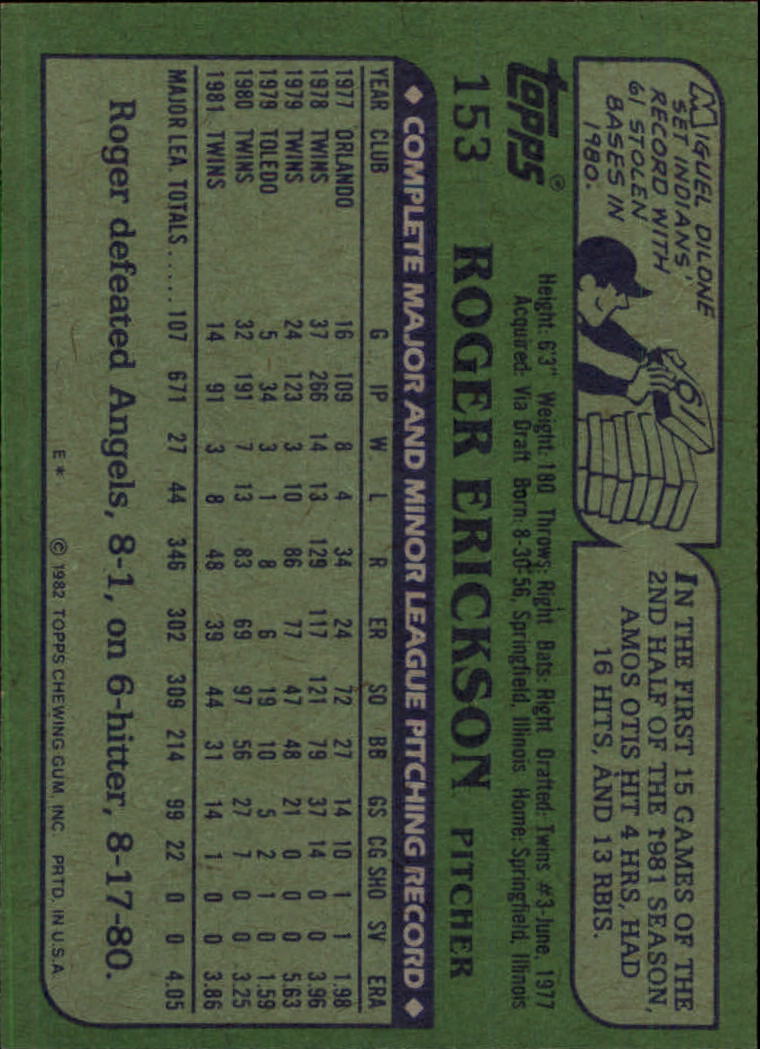 MIGUEL DILONE
SET INDIANS'
RECORD WITH
61 STOLEN
BASES IN
1980.
61
IN THE FIRST 15 GAMES OF THE
2ND HALF OF THE 1981 SEASON,
AMOS OTIS HIT 4 HRS, HAD
16 HITS, AND 13 RBIS.
topps®
Height: 6'3" Weight: 180 Throws: Right Bats: Right Drafted: Twins #3-June, 1977
Acquired: Via Draft Born: 8-30-56, Springfield, Illinois Home: Springfield, Illinois
153 ROGER ERICKSON PITCHER
◆ COMPLETE MAJOR AND MINOR LEAGUE PITCHING RECORD ◆
YEAR CLUB G IP W L R ER SO BB GS CG SHO SV ERA
1977 ORLANDO 16 109 8 4 34 24 72 27 14 10 1 1 1.98
1978 TWINS 37 266 14 13 129 117 121 79 37 14 0 0 3.96
1979 TWINS 24 123 3 10 86 77 47 48 21 0 0 0 5.63
1979 TOLEDO 5 34 3 1 8 6 19 10 5 2 1 0 1.59
1980 TWINS 32 191 7 13 83 69 97 56 27 7 0 0 3.25
1981 TWINS 14 91 3 8 48 39 44 31 14 1 0 0 3.86
MAJOR LEA. TOTALS..... 107 671 27 44 346 302 309 214 99 22 0 0 4.05
Roger defeated Angels, 8-1, on 6-hitter, 8-17-80.
E* © 1982 TOPPS CHEWING GUM, INC. PRTD. IN U.S.A.